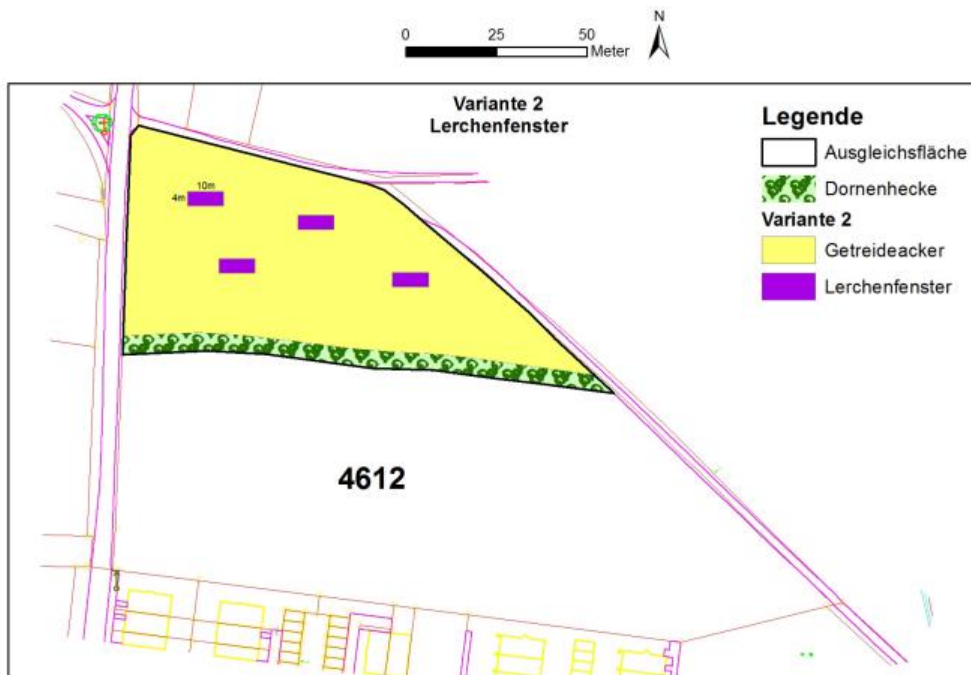 N
0 25 50
Meter
Variante 2
Lerchenfenster
Legende
Ausgleichsfläche
Dornenhecke
Variante 2
Getreideacker
Lerchenfenster
10m
4m
4612